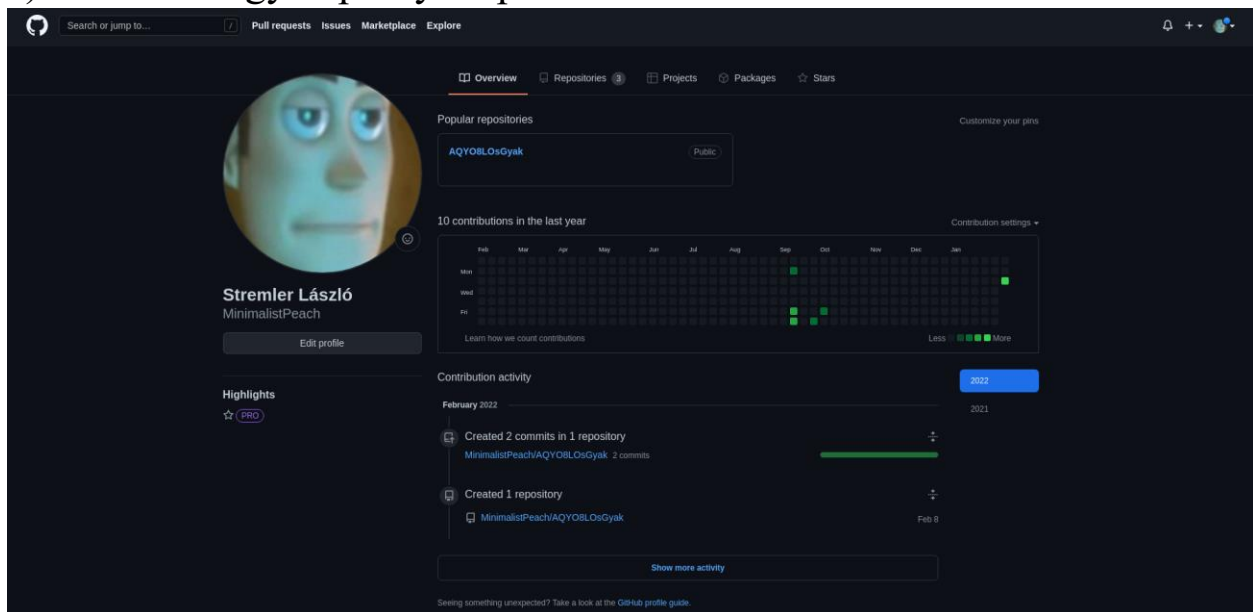 Search or jump to... /
Pull requests Issues Marketplace Explore
Overview Repositories 3 Projects Packages Stars
Popular repositories Customize your pins
AQYO8LOsGyak Public
10 contributions in the last year Contribution settings
Feb Mar Apr May Jun Jul Aug Sep Oct Nov Dec Jan
Mon
Wed
Fri
Learn how we count contributions Less More
Stremler László
MinimalistPeach
Edit profile
Highlights
PRO
Contribution activity
2022
2021
February 2022
Created 2 commits in 1 repository
MinimalistPeach/AQYO8LOsGyak 2 commits
Created 1 repository
MinimalistPeach/AQYO8LOsGyak Feb 8
Show more activity
Seeing something unexpected? Take a look at the GitHub profile guide.